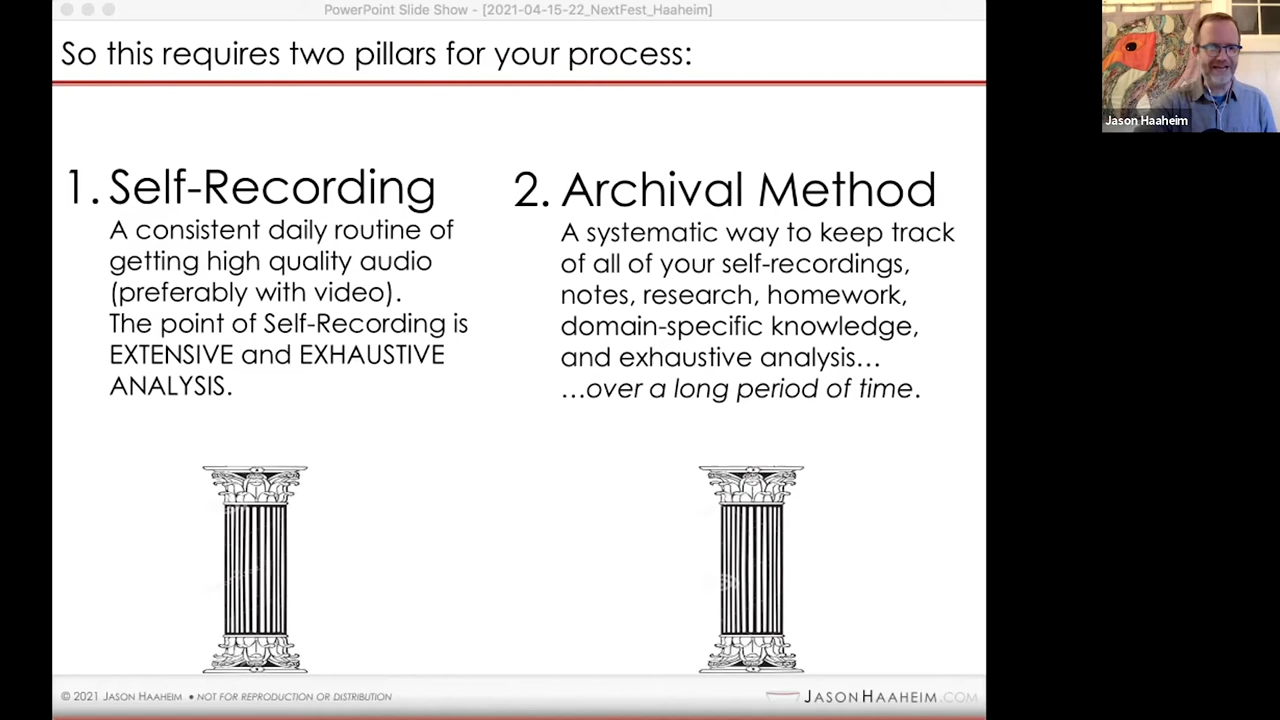 PowerPoint Slide Show - [2021-04-15-22_NextFest_Haaheim]
So this requires two pillars for your process:
1. Self-Recording
A consistent daily routine of
getting high quality audio
(preferably with video).
The point of Self-Recording is
EXTENSIVE and EXHAUSTIVE
ANALYSIS.
2. Archival Method
A systematic way to keep track
of all of your self-recordings,
notes, research, homework,
domain-specific knowledge,
and exhaustive analysis…
…over a long period of time.
© 2021 JASON HAAHEIM • NOT FOR REPRODUCTION OR DISTRIBUTION
JASONHAAHEIM.COM
Jason Haaheim